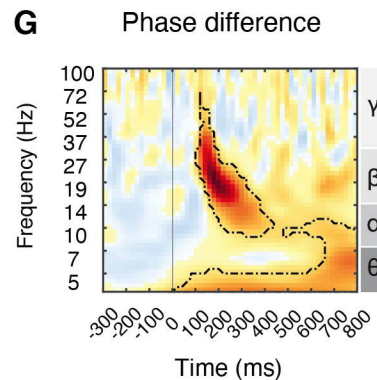 G Phase difference
Frequency (Hz)
100
72
52
37
27
19
14
10
7
5
γ
β
α
θ
-300 -200 -100 0 100 200 300 400 500 600 700 800
Time (ms)